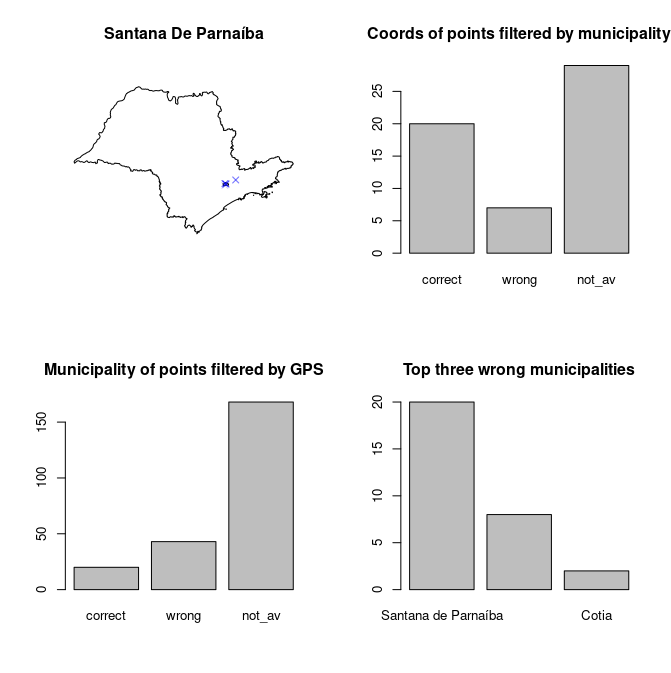 Santana De Parnaíba
Coords of points filtered by municipality
25
20
15
10
5
0
correct wrong not_av
Municipality of points filtered by GPS
150
100
50
0
correct wrong not_av
Top three wrong municipalities
20
15
10
5
0
Santana de Parnaíba Cotia